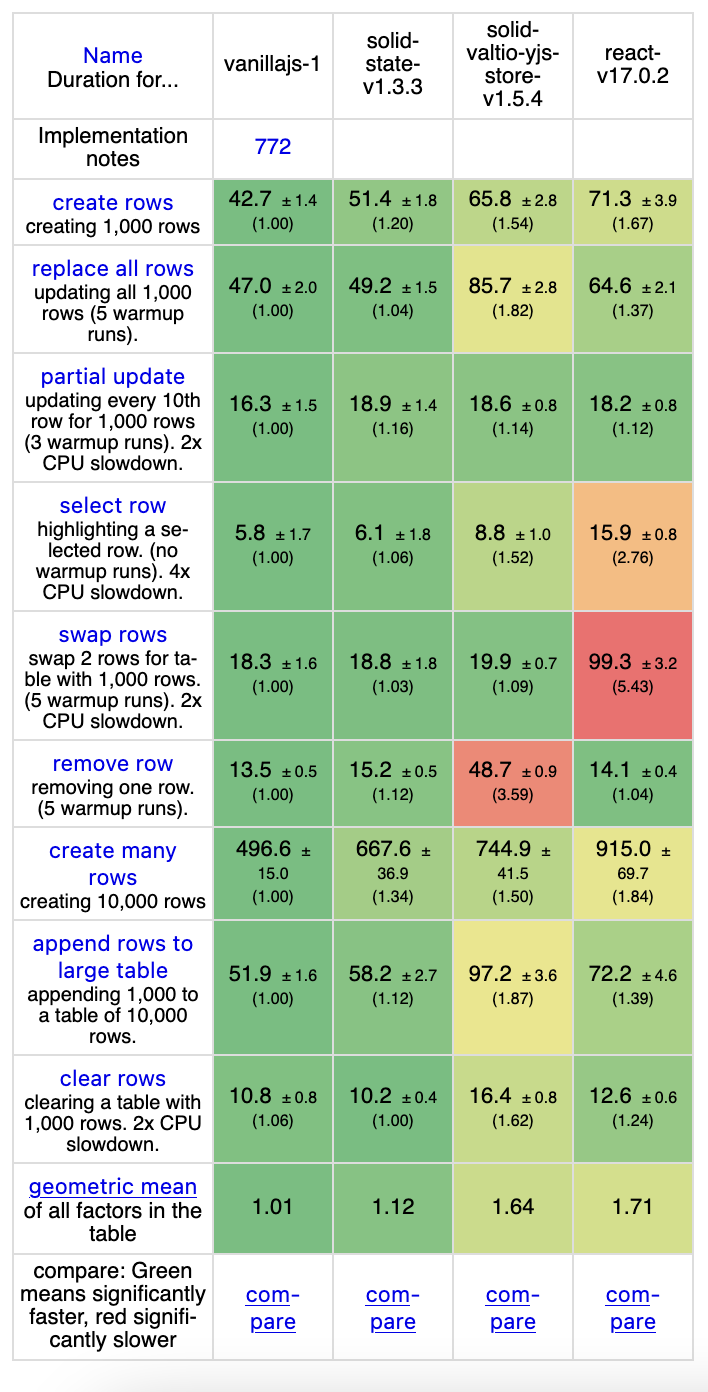 Name
Duration for...
vanillajs-1
solid-
state-
v1.3.3
solid-
valtio-yjs-
store-
v1.5.4
react-
v17.0.2
Implementation
notes
772
create rows
creating 1,000 rows
42.7 ±1.4
(1.00)
51.4 ±1.8
(1.20)
65.8 ±2.8
(1.54)
71.3 ±3.9
(1.67)
replace all rows
updating all 1,000
rows (5 warmup
runs).
47.0 ±2.0
(1.00)
49.2 ±1.5
(1.04)
85.7 ±2.8
(1.82)
64.6 ±2.1
(1.37)
partial update
updating every 10th
row for 1,000 rows
(3 warmup runs). 2x
CPU slowdown.
16.3 ±1.5
(1.00)
18.9 ±1.4
(1.16)
18.6 ±0.8
(1.14)
18.2 ±0.8
(1.12)
select row
highlighting a se-
lected row. (no
warmup runs). 4x
CPU slowdown.
5.8 ±1.7
(1.00)
6.1 ±1.8
(1.06)
8.8 ±1.0
(1.52)
15.9 ±0.8
(2.76)
swap rows
swap 2 rows for ta-
ble with 1,000 rows.
(5 warmup runs). 2x
CPU slowdown.
18.3 ±1.6
(1.00)
18.8 ±1.8
(1.03)
19.9 ±0.7
(1.09)
99.3 ±3.2
(5.43)
remove row
removing one row.
(5 warmup runs).
13.5 ±0.5
(1.00)
15.2 ±0.5
(1.12)
48.7 ±0.9
(3.59)
14.1 ±0.4
(1.04)
create many
rows
creating 10,000 rows
496.6 ±
15.0
(1.00)
667.6 ±
36.9
(1.34)
744.9 ±
41.5
(1.50)
915.0 ±
69.7
(1.84)
append rows to
large table
appending 1,000 to
a table of 10,000
rows.
51.9 ±1.6
(1.00)
58.2 ±2.7
(1.12)
97.2 ±3.6
(1.87)
72.2 ±4.6
(1.39)
clear rows
clearing a table with
1,000 rows. 2x CPU
slowdown.
10.8 ±0.8
(1.06)
10.2 ±0.4
(1.00)
16.4 ±0.8
(1.62)
12.6 ±0.6
(1.24)
geometric mean
of all factors in the
table
1.01
1.12
1.64
1.71
compare: Green
means significantly
faster, red signifi-
cantly slower
com-
pare
com-
pare
com-
pare
com-
pare